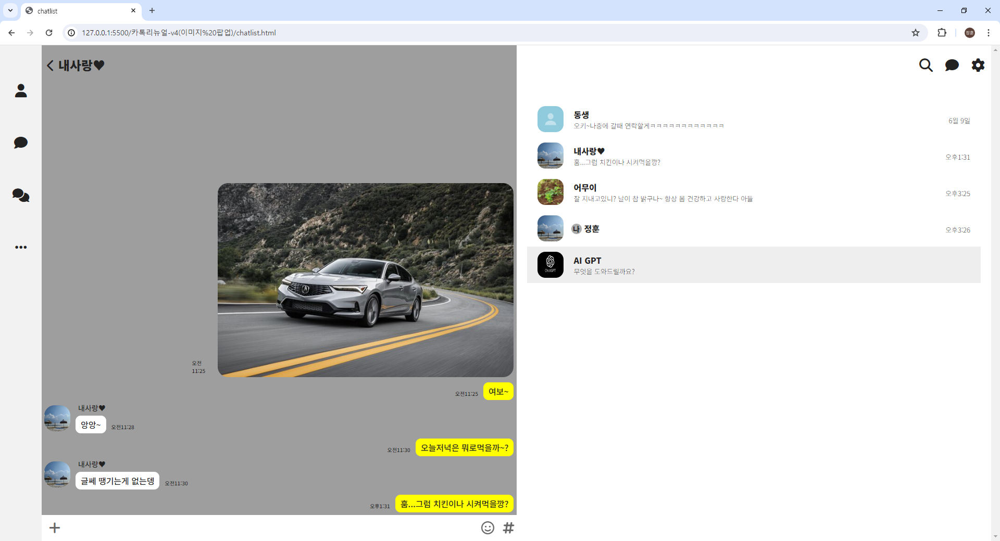 chatlist
127.0.0.1:5500/카톡리뉴얼-v4(이미지%20팝업)/chatlist.html
정훈
내사랑♥
오전
11:25
오전11:25
여보~
내사랑♥
앙앙~
오전11:28
오전11:30
오늘저녁은 뭐로먹을까~?
내사랑♥
글쎄 땡기는게 없는뎅
오전11:30
오후1:31
훔...그럼 치킨이나 시켜먹을깡?
동생
오키~나중에 갈때 연락할게ㅋㅋㅋㅋㅋㅋㅋㅋㅋㅋㅋㅋ
6월 9일
내사랑♥
훔...그럼 치킨이나 시켜먹을깡?
오후1:31
어무이
잘 지내고있니? 날이 참 밝구나~ 항상 몸 건강하고 사랑한다 아들
오후3:25
나 정훈
오후3:26
ChatGPT
AI GPT
무엇을 도와드릴까요?